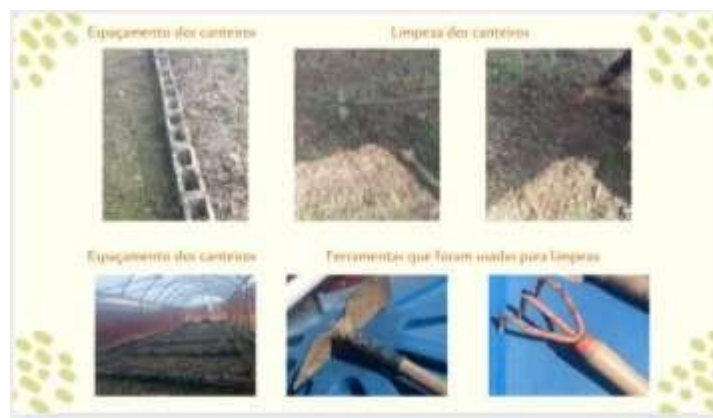 Espaçamento dos canteiros
Limpeza dos canteiros
Espaçamento dos canteiros
Ferramentas que foram usadas para limpeza